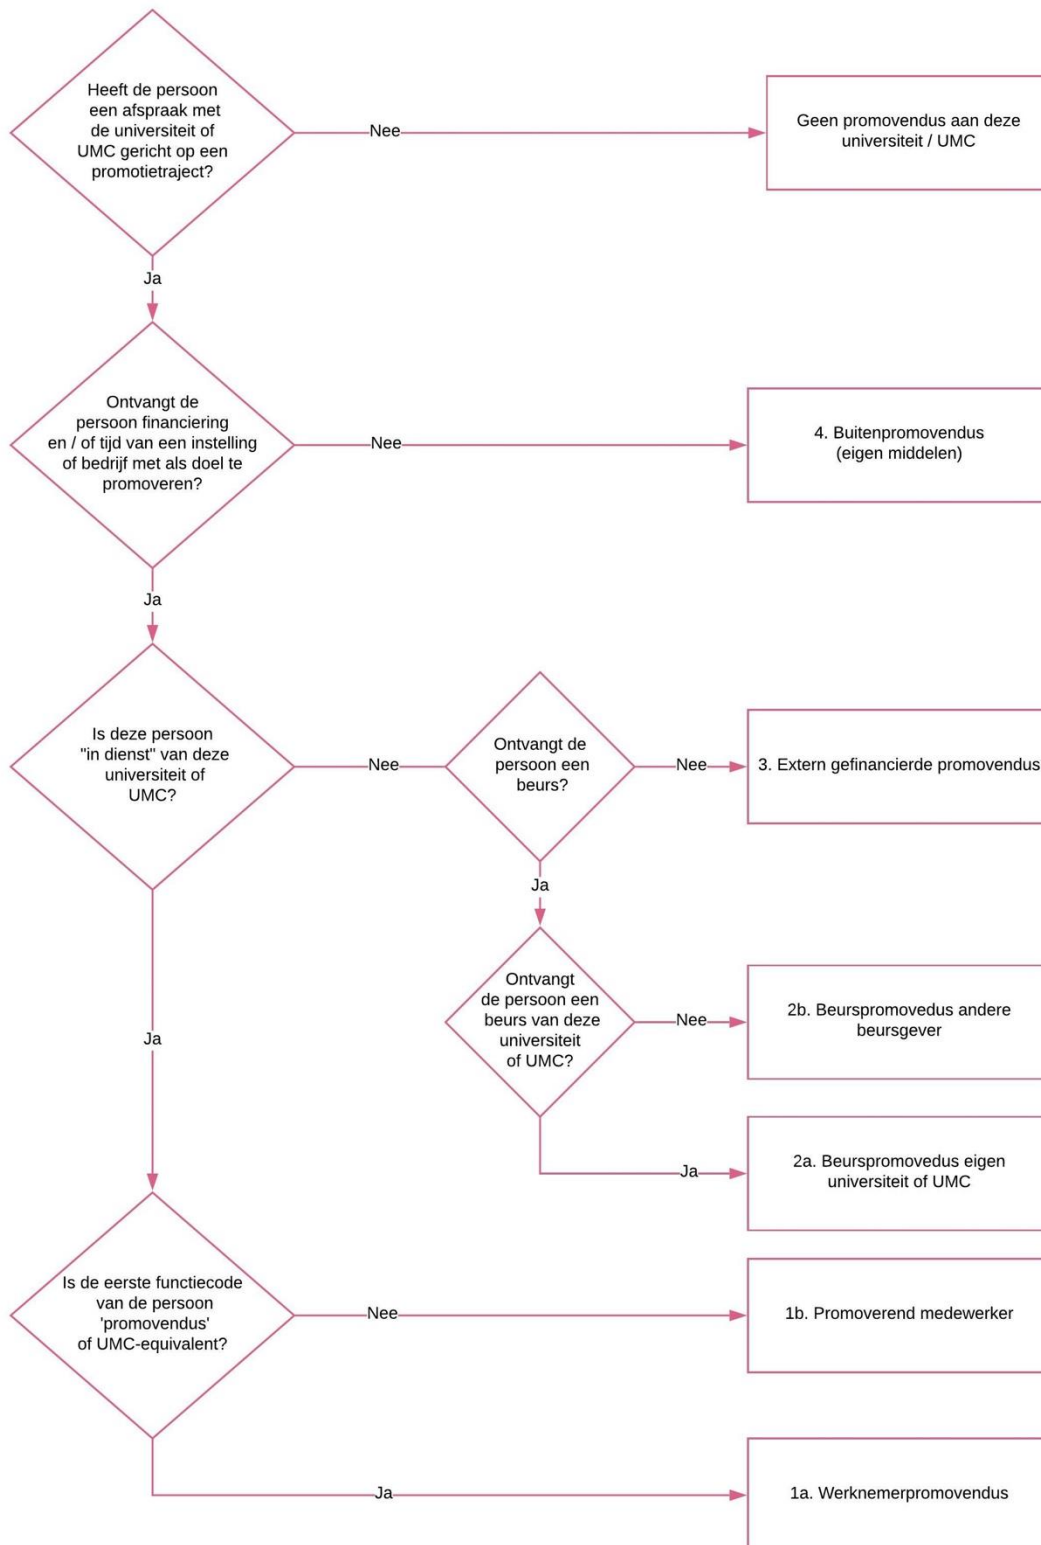 Heeft de persoon
een afspraak met
de universiteit of
UMC gericht op een
promotietraject?
Nee
Geen promovendus aan deze
universiteit / UMC
Ja
Ontvangt de
persoon financiering
en / of tijd van een instelling
of bedrijf met als doel te
promoveren?
Nee
4. Buitenpromovendus
(eigen middelen)
Ja
Is deze persoon
"in dienst" van deze
universiteit of
UMC?
Nee
Ontvangt de
persoon een
beurs?
Nee
3. Extern gefinancierde promovendus
Ja
Ontvangt
de persoon een
beurs van deze
universiteit
of UMC?
Nee
2b. Beurspromovedus andere
beursgever
Ja
Ja
2a. Beurspromovedus eigen
universiteit of UMC
Is de eerste functiecode
van de persoon
'promovendus'
of UMC-equivalent?
Nee
1b. Promoverend medewerker
Ja
1a. Werknemerpromovendus